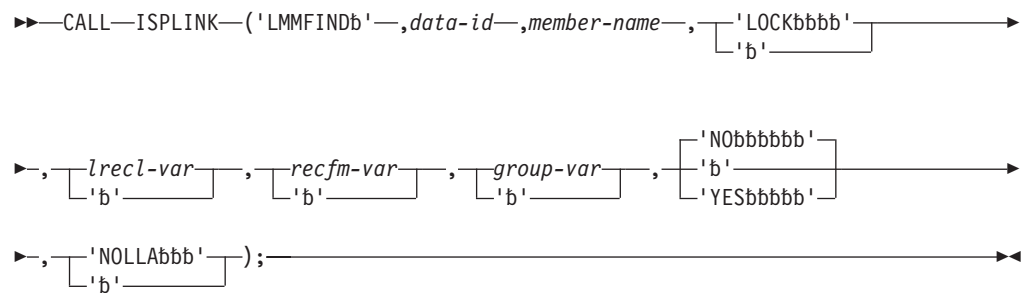 CALL ISPLINK ('LMMFINDƀ' ,data-id ,member-name , 'LOCKƀƀƀƀ'
'ƀ'
'NOƀƀƀƀƀƀ'
, lrecl-var , recfm-var , group-var , 'ƀ'
'ƀ' 'ƀ' 'ƀ' 'YESƀƀƀƀƀ'
, 'NOLLAƀƀƀ' );
'ƀ'